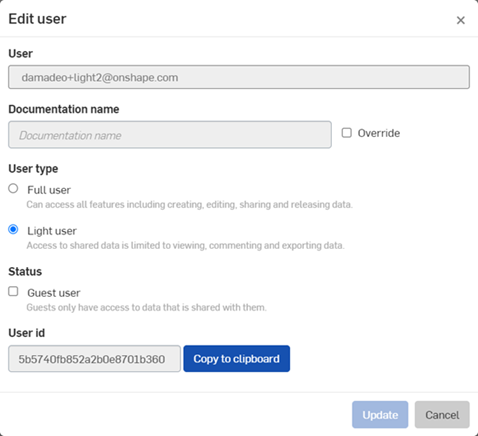 Edit user
×
User
damadeo+light2@onshape.com
Documentation name
Documentation name
Override
User type
Full user
Can access all features including creating, editing, sharing and releasing data.
Light user
Access to shared data is limited to viewing, commenting and exporting data.
Status
Guest user
Guests only have access to data that is shared with them.
User id
5b5740fb852a2b0e8701b360
Copy to clipboard
Update
Cancel